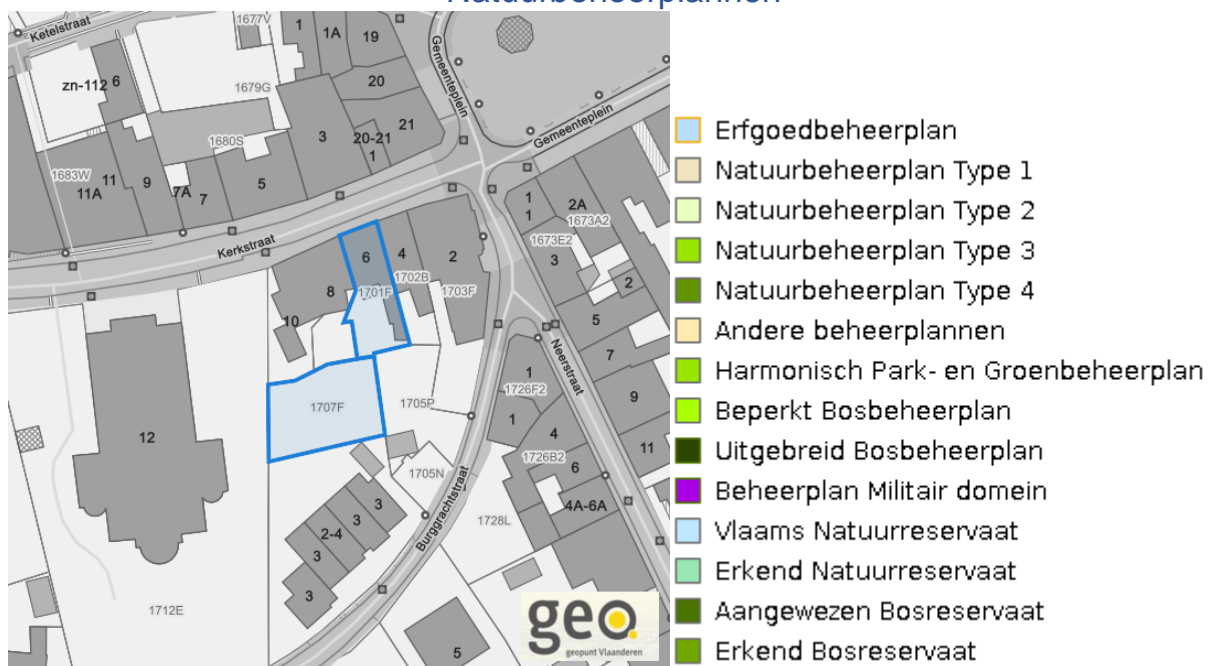 Natuurbeheerplannen
Ketelstraat
1677V
1
1A
19
zn-112
6
1679G
20
Gemeenteplein
21
3
20-21
1
Gemeenteplein
1680S
1683W
11
11A
9
7A
7
5
1
1
2A
1673A2
1673E2
3
2
Kerkstraat
6
4
2
1702B
1701F
1703F
8
10
5
7
Neerstraat
9
1
1726F2
1
1707F
1705P
12
4
11
1726B2
6
4A-6A
1705N
1728L
3
3
2-4
3
3
Burggrachtstraat
1712E
5
geo.
geopunt Vlaanderen
Erfgoedbeheerplan
Natuurbeheerplan Type 1
Natuurbeheerplan Type 2
Natuurbeheerplan Type 3
Natuurbeheerplan Type 4
Andere beheerplannen
Harmonisch Park- en Groenbeheerplan
Beperkt Bosbeheerplan
Uitgebreid Bosbeheerplan
Beheerplan Militair domein
Vlaams Natuurreservaat
Erkend Natuurreservaat
Aangewezen Bosreservaat
Erkend Bosreservaat